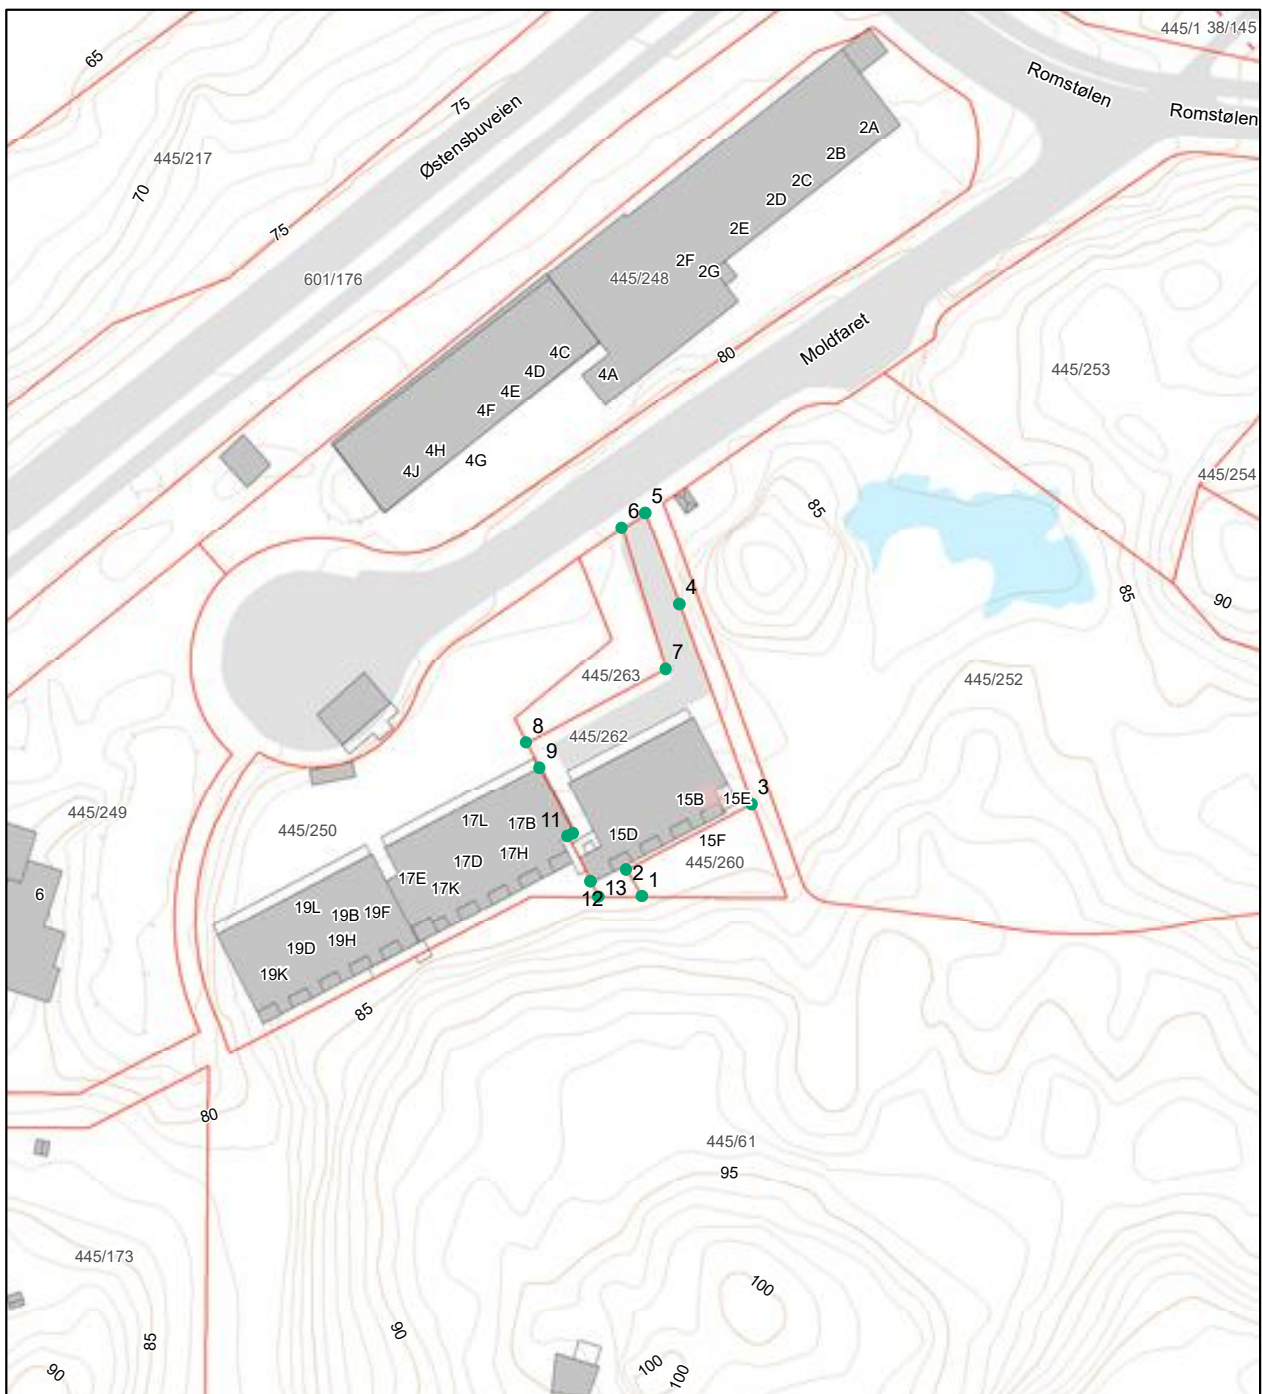 445/1
38/145
65
Romstølen
Romstølen
75
Østensbuveien
2A
445/217
2B
70
2C
2D
75
2E
2F
2G
601/176
445/248
Moldfaret
80
4C
445/253
4D
4A
4E
4F
4H
4G
4J
445/254
5
85
6
4
85
90
7
445/263
445/252
8
445/262
9
15B
15E
3
445/249
17L
17B
11
445/250
15D
15F
17D
17H
445/260
2
17E
17K
1
6
13
12
19L
19B
19F
19H
19D
19K
85
80
445/61
95
445/173
100
90
85
100
90
100